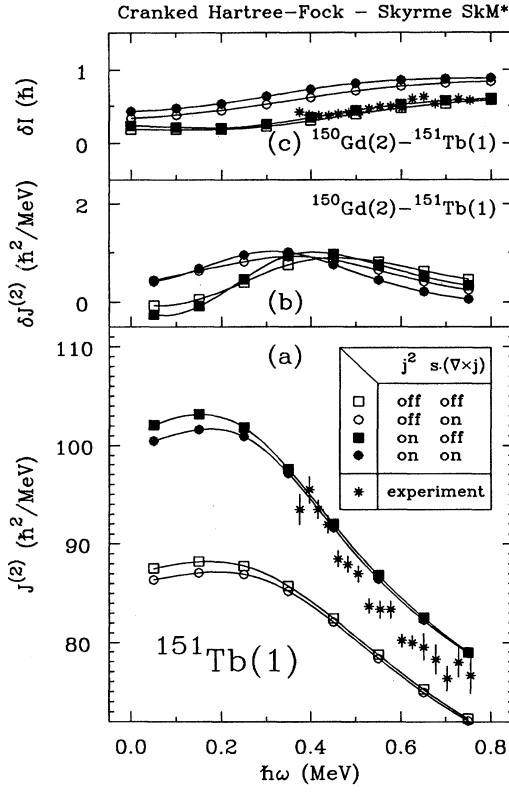 Cranked Hartree-Fock - Skyrme SkM*
δI (ħ)
1
0
(c) ¹⁵⁰Gd(2)-¹⁵¹Tb(1)
δJ⁽²⁾ (ħ²/MeV)
2
0
¹⁵⁰Gd(2)-¹⁵¹Tb(1)
(b)
(a)
J⁽²⁾ (ħ²/MeV)
110
100
90
80
j² s·(∇×j)
off off
off on
on off
on on
experiment
¹⁵¹Tb(1)
0.0 0.2 0.4 0.6 0.8
ħω (MeV)